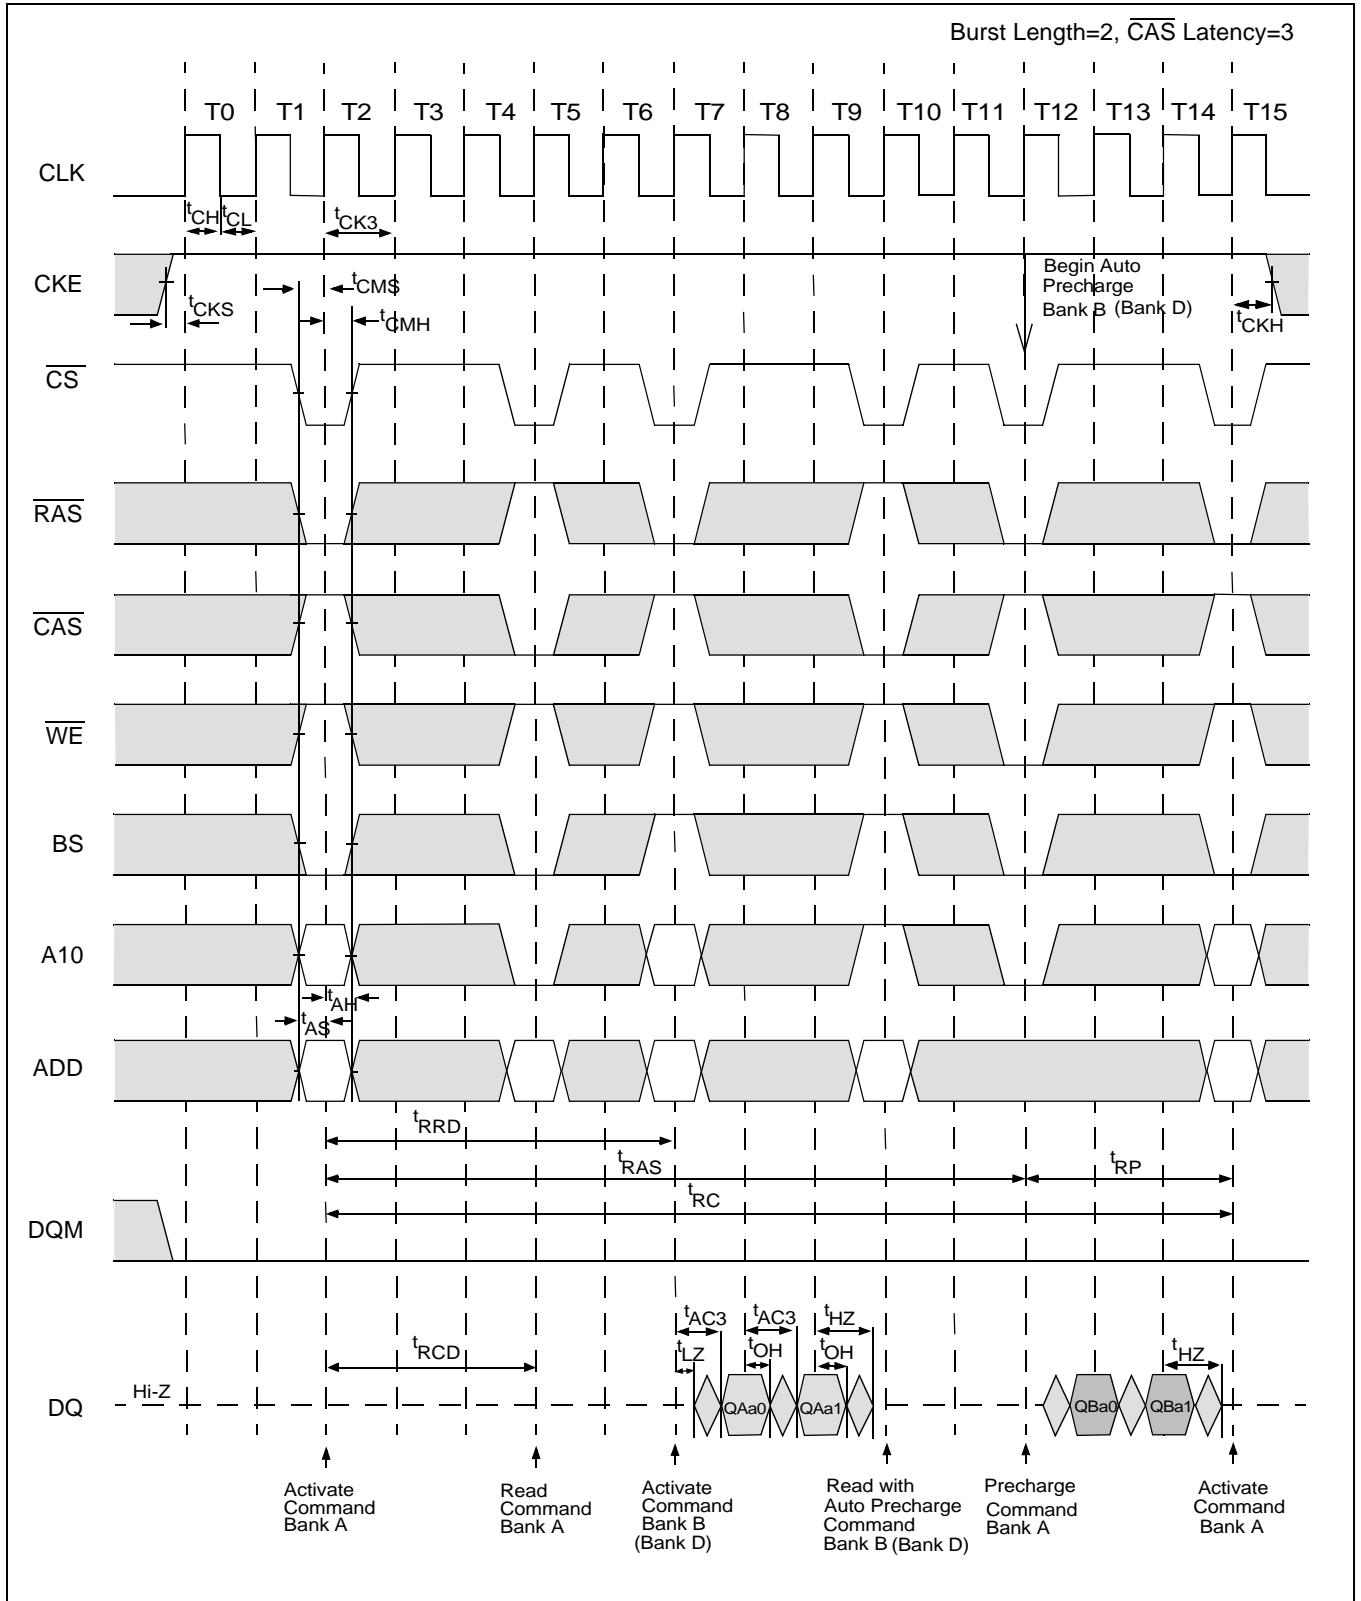 Burst Length=2, CAS Latency=3
T0 T1 T2 T3 T4 T5 T6 T7 T8 T9 T10 T11 T12 T13 T14 T15
CLK
tCH tCL tCK3
CKE
tCKS
tCMS
tCMH
Begin Auto
Precharge
Bank B (Bank D)
tCKH
CS
RAS
CAS
WE
BS
A10
tAH
tAS
ADD
tRRD
tRAS tRP
tRC
DQM
tAC3 tAC3 tHZ
tRCD tLZ tOH tOH tHZ
Hi-Z
DQ
QAa0 QAa1 QBa0 QBa1
Activate
Command
Bank A
Read
Command
Bank A
Activate
Command
Bank B
(Bank D)
Read with
Auto Precharge
Command
Bank B (Bank D)
Precharge
Command
Bank A
Activate
Command
Bank A